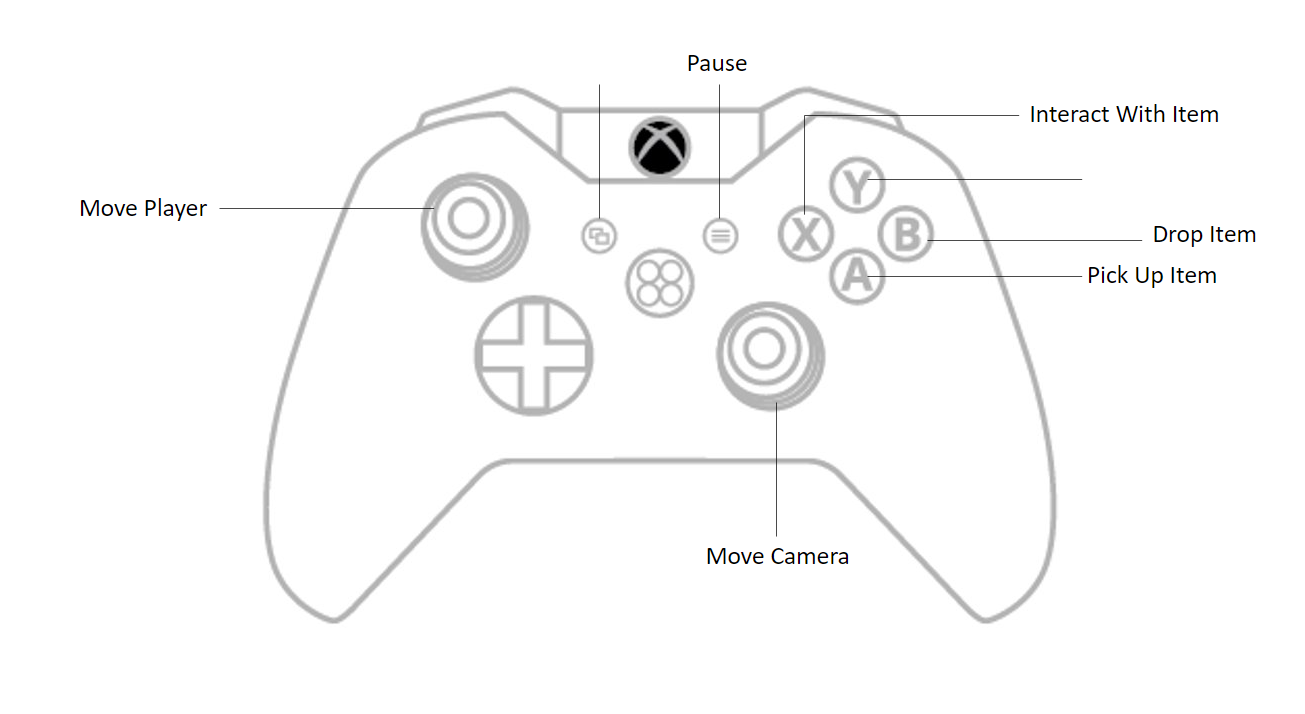 Pause
Interact With Item
Y
Move Player
X
B
Drop Item
A
Pick Up Item
Move Camera